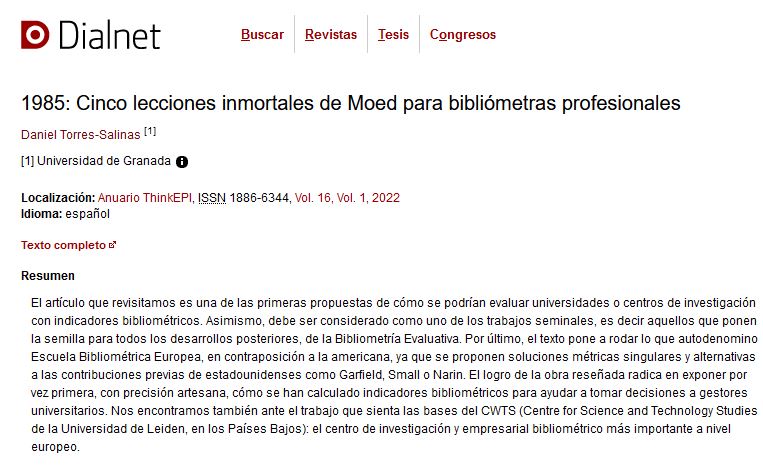 Dialnet
Buscar Revistas Tesis Congresos
1985: Cinco lecciones inmortales de Moed para bibliómetras profesionales
Daniel Torres-Salinas [1]
[1] Universidad de Granada
Localización: Anuario ThinkEPI, ISSN 1886-6344, Vol. 16, Vol. 1, 2022
Idioma: español
Texto completo
Resumen
El artículo que revisitamos es una de las primeras propuestas de cómo se podrían evaluar universidades o centros de investigación
con indicadores bibliométricos. Asimismo, debe ser considerado como uno de los trabajos seminales, es decir aquellos que ponen
la semilla para todos los desarrollos posteriores, de la Bibliometría Evaluativa. Por último, el texto pone a rodar lo que autodenomino
Escuela Bibliométrica Europea, en contraposición a la americana, ya que se proponen soluciones métricas singulares y alternativas
a las contribuciones previas de estadounidenses como Garfield, Small o Narin. El logro de la obra reseñada radica en exponer por
vez primera, con precisión artesana, cómo se han calculado indicadores bibliométricos para ayudar a tomar decisiones a gestores
universitarios. Nos encontramos también ante el trabajo que sienta las bases del CWTS (Centre for Science and Technology Studies
de la Universidad de Leiden, en los Países Bajos): el centro de investigación y empresarial bibliométrico más importante a nivel
europeo.